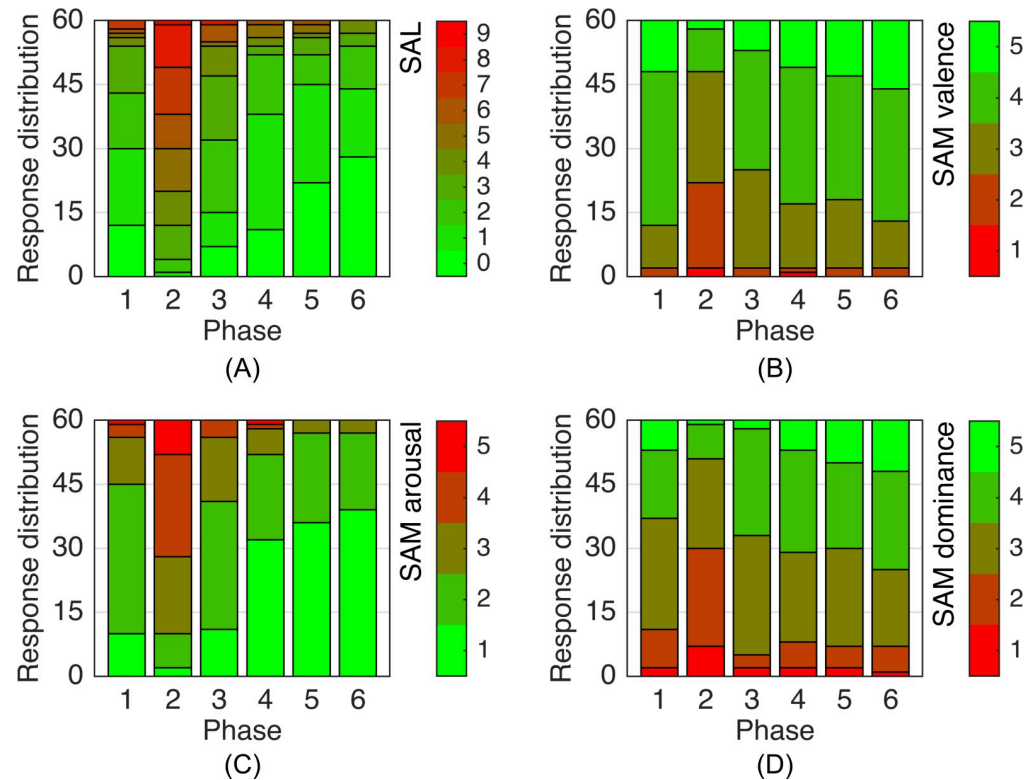 60
45
30
15
0
Response distribution
1 2 3 4 5 6
Phase
SAL
9
8
7
6
5
4
3
2
1
0
(A)
60
45
30
15
0
Response distribution
1 2 3 4 5 6
Phase
SAM valence
5
4
3
2
1
(B)
60
45
30
15
0
Response distribution
1 2 3 4 5 6
Phase
SAM arousal
5
4
3
2
1
(C)
60
45
30
15
0
Response distribution
1 2 3 4 5 6
Phase
SAM dominance
5
4
3
2
1
(D)